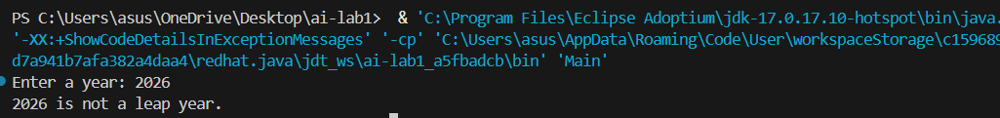 PS C:\Users\asus\OneDrive\Desktop\ai-lab1>  & 'C:\Program Files\Eclipse Adoptium\jdk-17.0.17.10-hotspot\bin\java.
'-XX:+ShowCodeDetailsInExceptionMessages' '-cp' 'C:\Users\asus\AppData\Roaming\Code\User\workspaceStorage\c159689
d7a941b7afa382a4daa4\redhat.java\jdt_ws\ai-lab1_a5fbadcb\bin' 'Main'
Enter a year: 2026
2026 is not a leap year.